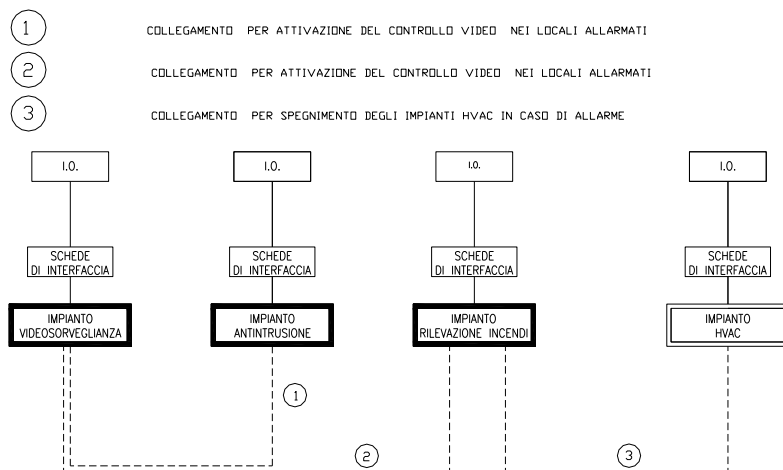 1 COLLEGAMENTO PER ATTIVAZIONE DEL CONTROLLO VIDEO NEI LOCALI ALLARMATI
2 COLLEGAMENTO PER ATTIVAZIONE DEL CONTROLLO VIDEO NEI LOCALI ALLARMATI
3 COLLEGAMENTO PER SPEGNIMENTO DEGLI IMPIANTI HVAC IN CASO DI ALLARME
I.O.
I.O.
I.O.
I.O.
SCHEDE
DI INTERFACCIA
SCHEDE
DI INTERFACCIA
SCHEDE
DI INTERFACCIA
SCHEDE
DI INTERFACCIA
IMPIANTO
VIDEOSORVEGLIANZA
IMPIANTO
ANTINTRUSIONE
IMPIANTO
RILEVAZIONE INCENDI
IMPIANTO
HVAC
1
2
3